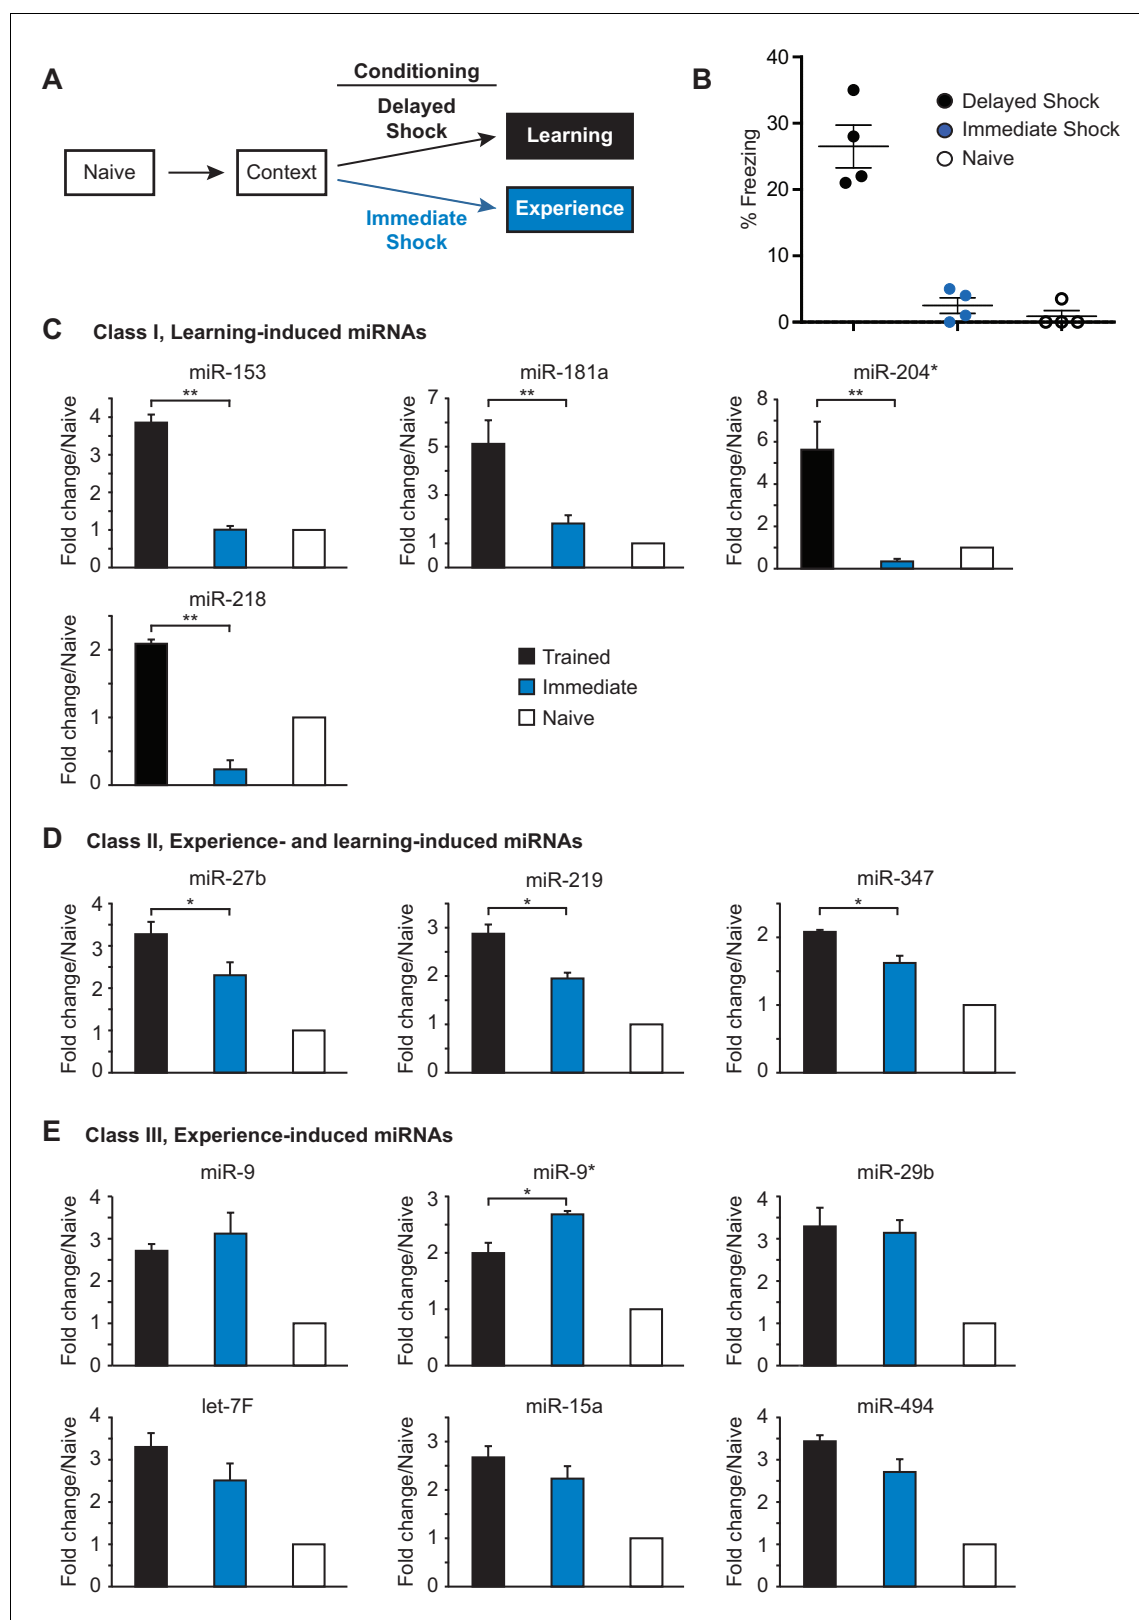 A
Conditioning
Delayed
Shock
Naive
Context
Learning
Experience
Immediate
Shock
B
% Freezing
40
30
20
10
0
Delayed Shock
Immediate Shock
Naive
C Class I, Learning-induced miRNAs
miR-153
Fold change/Naive
4
3
2
1
0
**
miR-181a
Fold change/Naive
7
5
3
1
0
**
miR-204*
Fold change/Naive
8
6
4
2
0
**
miR-218
Fold change/Naive
2
1
0
**
Trained
Immediate
Naive
D Class II, Experience- and learning-induced miRNAs
miR-27b
Fold change/Naive
4
3
2
1
0
*
miR-219
Fold change/Naive
3
2
1
0
*
miR-347
Fold change/Naive
2
1
0
*
E Class III, Experience-induced miRNAs
miR-9
Fold change/Naive
4
3
2
1
0
miR-9*
Fold change/Naive
3
2
1
0
*
miR-29b
Fold change/Naive
4
3
2
1
0
let-7F
Fold change/Naive
4
3
2
1
0
miR-15a
Fold change/Naive
3
2
1
0
miR-494
Fold change/Naive
4
3
2
1
0